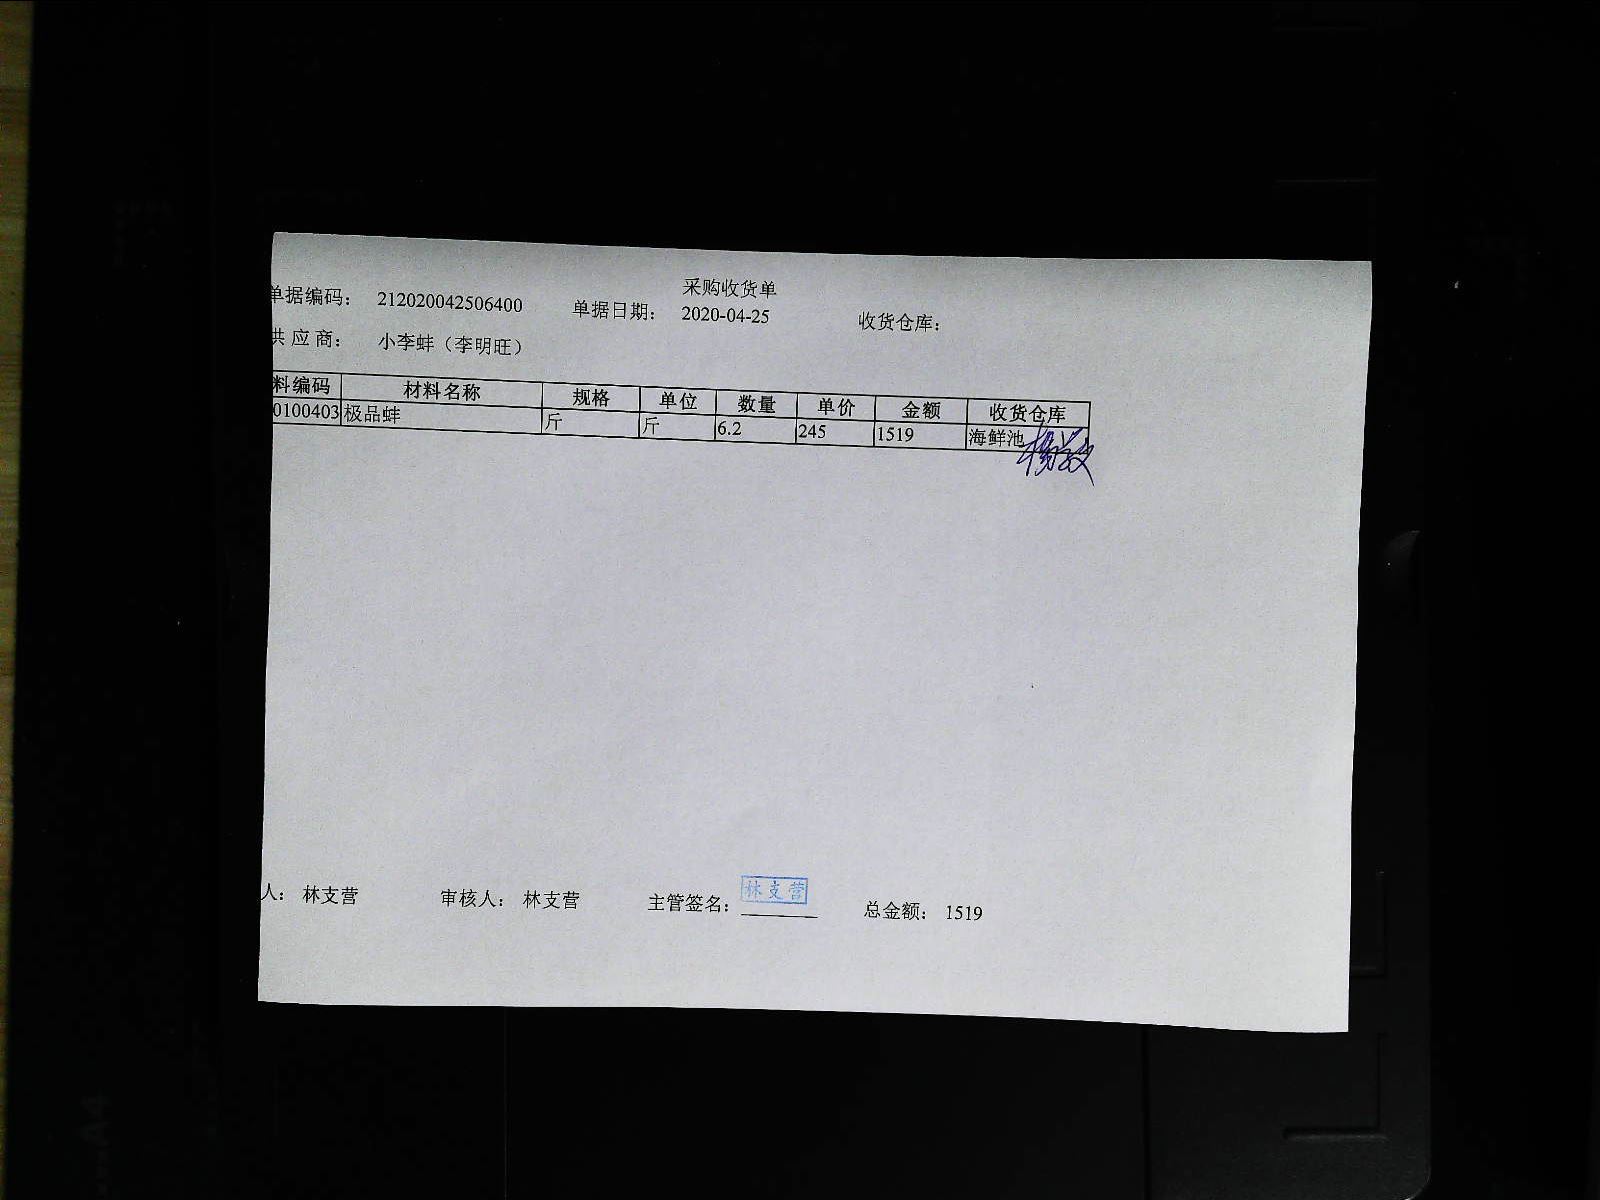 采购收货单
单据编码： 212020042506400 单据日期： 2020-04-25 收货仓库：
供 应 商： 小李蚌（李明旺）
料编码 材料名称 规格 单位 数量 单价 金额 收货仓库
0100403 极品蚌 斤 斤 6.2 245 1519 海鲜池
人： 林支营 审核人： 林支营 主管签名： 林支营 总金额： 1519
A4